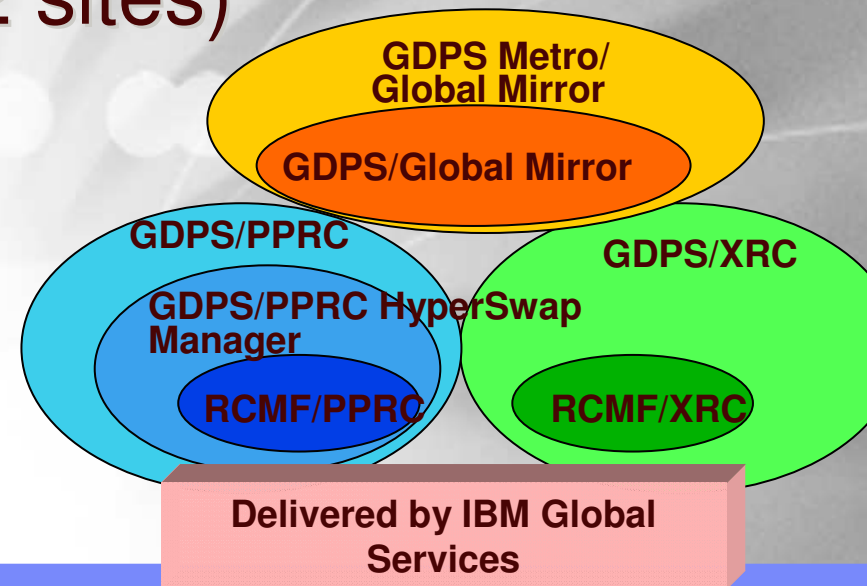 sites)
GDPS Metro/
Global Mirror
GDPS/Global Mirror
GDPS/PPRC
GDPS/XRC
GDPS/PPRC HyperSwap
Manager
RCMF/PPRC
RCMF/XRC
Delivered by IBM Global
Services